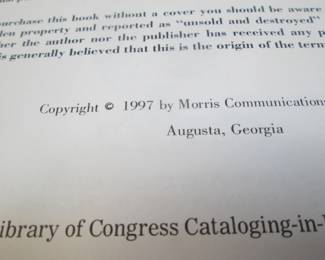 urchase this book without a cover you should be aware
len property and reported as "unsold and destroyed"
her the author nor the publisher has received any p
is generally believed that this is the origin of the term
Copyright © 1997 by Morris Communication
Augusta, Georgia
ibrary of Congress Cataloging-in-